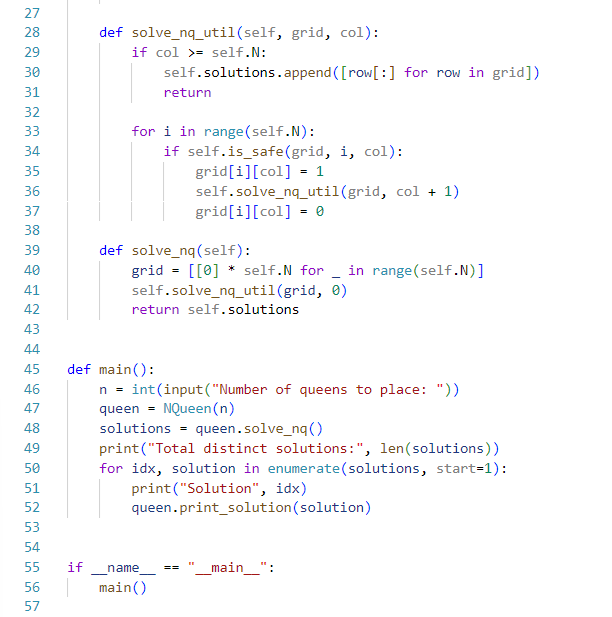 27
28 def solve_nq_util(self, grid, col):
29 if col >= self.N:
30 self.solutions.append([row[:] for row in grid])
31 return
32
33 for i in range(self.N):
34 if self.is_safe(grid, i, col):
35 grid[i][col] = 1
36 self.solve_nq_util(grid, col + 1)
37 grid[i][col] = 0
38
39 def solve_nq(self):
40 grid = [[0] * self.N for _ in range(self.N)]
41 self.solve_nq_util(grid, 0)
42 return self.solutions
43
44
45 def main():
46 n = int(input("Number of queens to place: "))
47 queen = NQueen(n)
48 solutions = queen.solve_nq()
49 print("Total distinct solutions:", len(solutions))
50 for idx, solution in enumerate(solutions, start=1):
51 print("Solution", idx)
52 queen.print_solution(solution)
53
54
55 if __name__ == "__main__":
56 main()
57